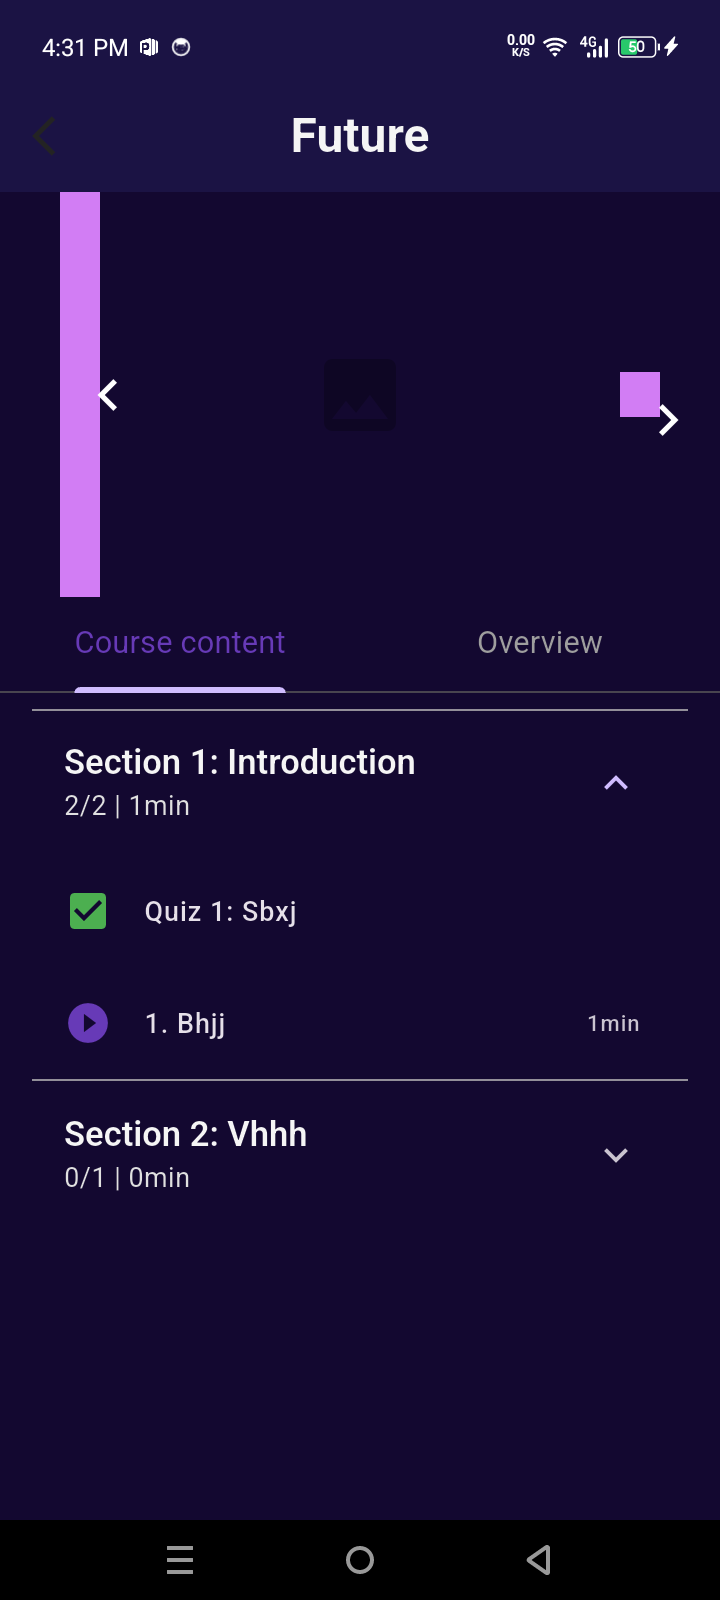 4:31 PM
0.00
K/S
4G
50
Future
Course content
Overview
Section 1: Introduction
2/2 | 1min
Quiz 1: Sbxj
1. Bhjj
1min
Section 2: Vhhh
0/1 | 0min